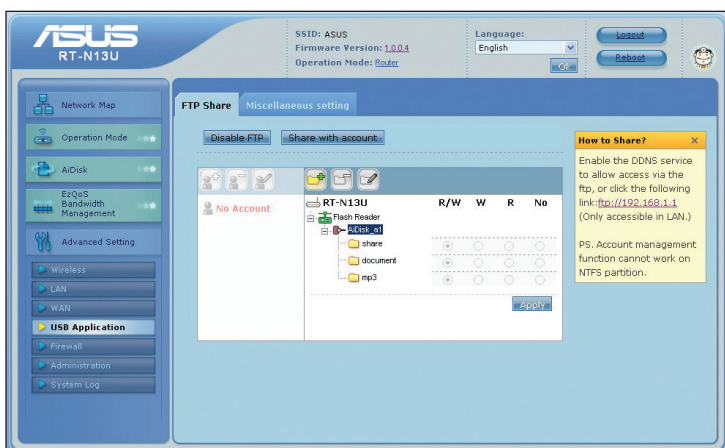 ASUS
RT-N13U
SSID: ASUS
Firmware Version: 1.0.0.4
Operation Mode: Router
Language:
English
OK
Logout
Reboot
Network Map
Operation Mode
AiDisk
EzQoS
Bandwidth
Management
Advanced Setting
Wireless
LAN
WAN
USB Application
Firewall
Administration
System Log
FTP Share
Miscellaneous setting
Disable FTP
Share with account
No Account
RT-N13U R/W W R No
Flash Reader
AiDisk_a1
share
document
mp3
Apply
How to Share? ×
Enable the DDNS service
to allow access via the
ftp, or click the following
link:ftp://192.168.1.1
(Only accessible in LAN.)
PS. Account management
function cannot work on
NTFS partition.